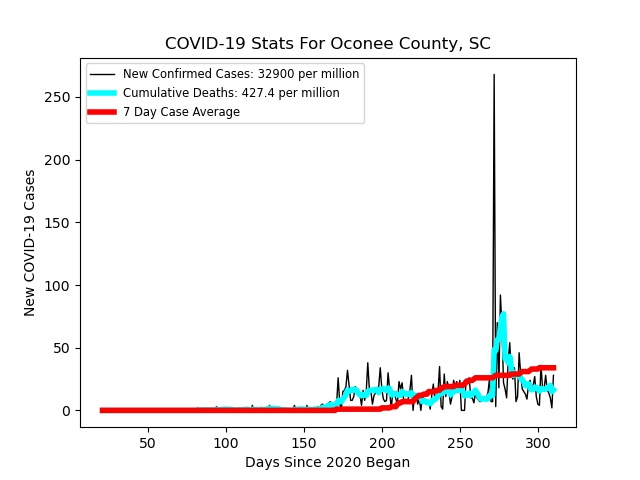 COVID-19 Stats For Oconee County, SC
New Confirmed Cases: 32900 per million
Cumulative Deaths: 427.4 per million
7 Day Case Average
New COVID-19 Cases
250
200
150
100
50
0
50 100 150 200 250 300
Days Since 2020 Began